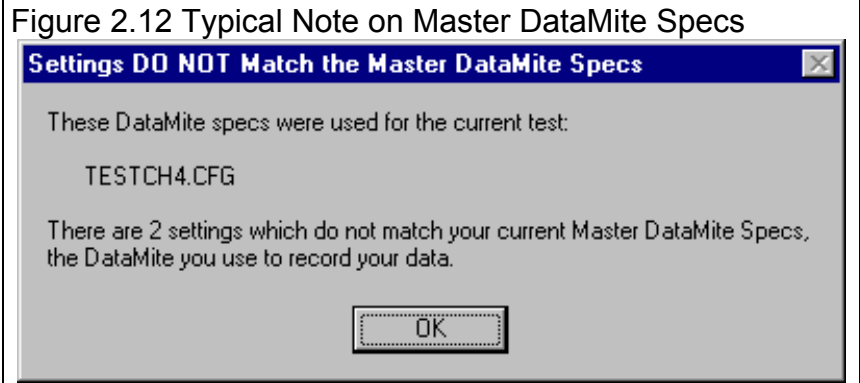 Figure 2.12 Typical Note on Master DataMite Specs
Settings DO NOT Match the Master DataMite Specs
These DataMite specs were used for the current test:
TESTCH4.CFG
There are 2 settings which do not match your current Master DataMite Specs,
the DataMite you use to record your data.
OK